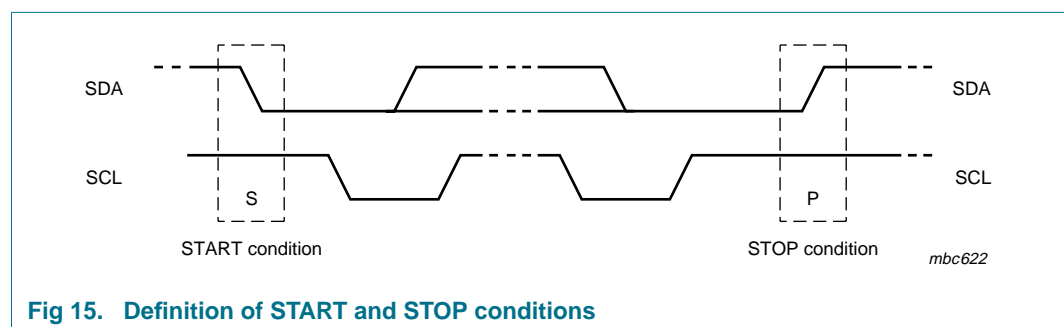 SDA
SDA
SCL
SCL
S
P
START condition
STOP condition
mbc622
Fig 15. Definition of START and STOP conditions